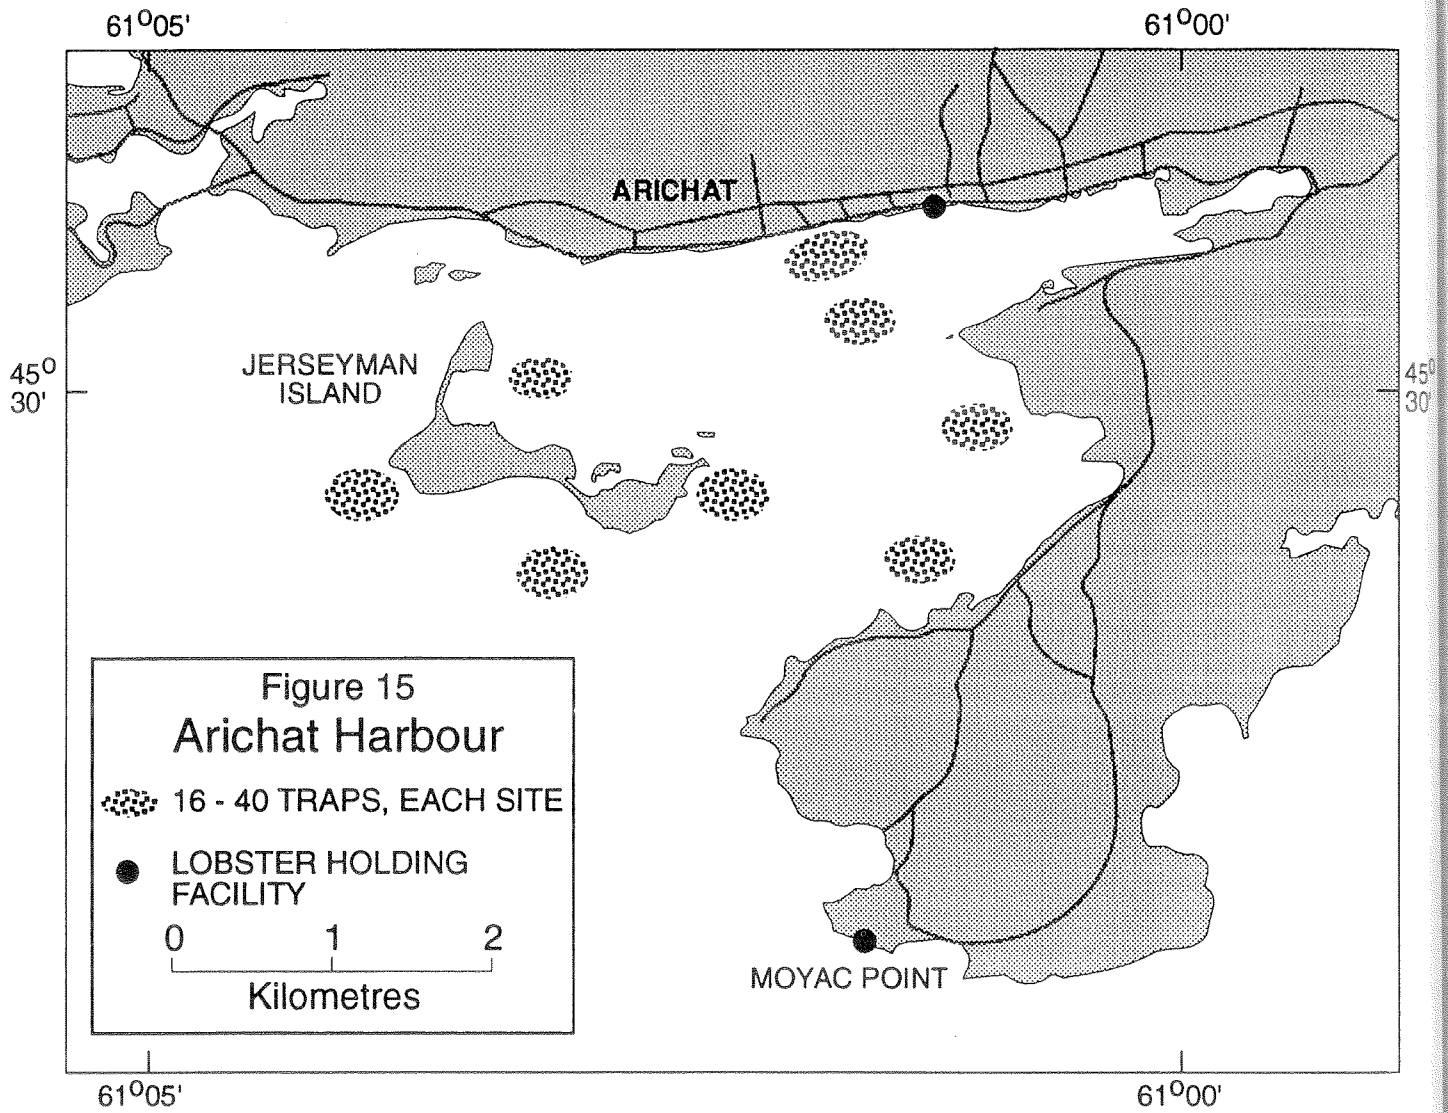 61°05'
61°00'
ARICHAT
JERSEYMAN
ISLAND
45°
30'
45°
30'
Figure 15
Arichat Harbour
16 - 40 TRAPS, EACH SITE
LOBSTER HOLDING
FACILITY
0 1 2
Kilometres
MOYAC POINT
61°05'
61°00'